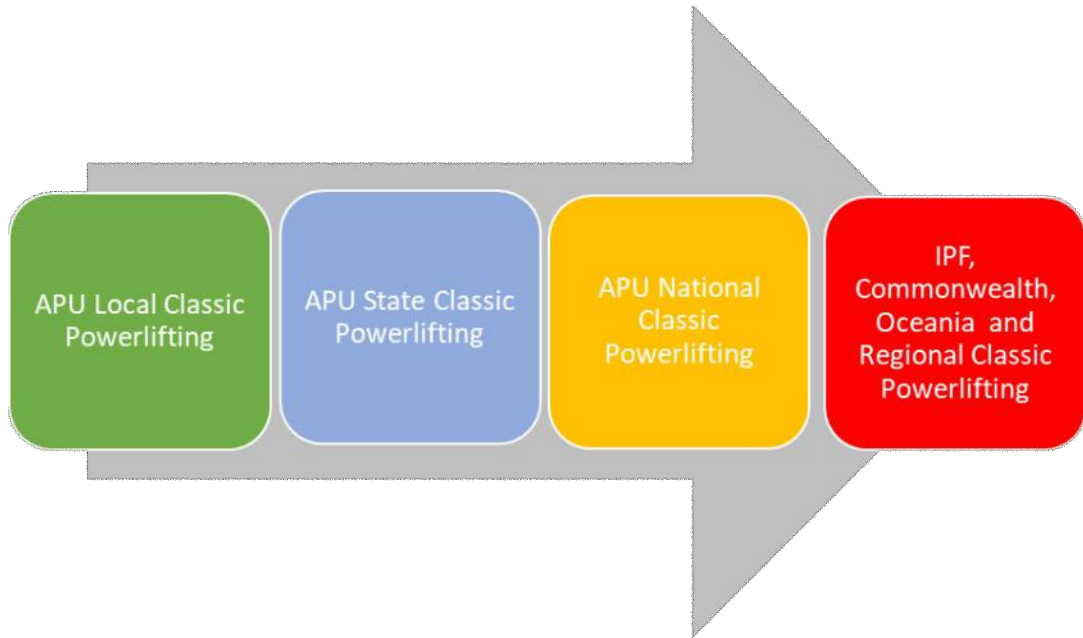 APU Local Classic
Powerlifting
APU State Classic
Powerlifting
APU National
Classic
Powerlifting
IPF,
Commonwealth,
Oceania and
Regional Classic
Powerlifting